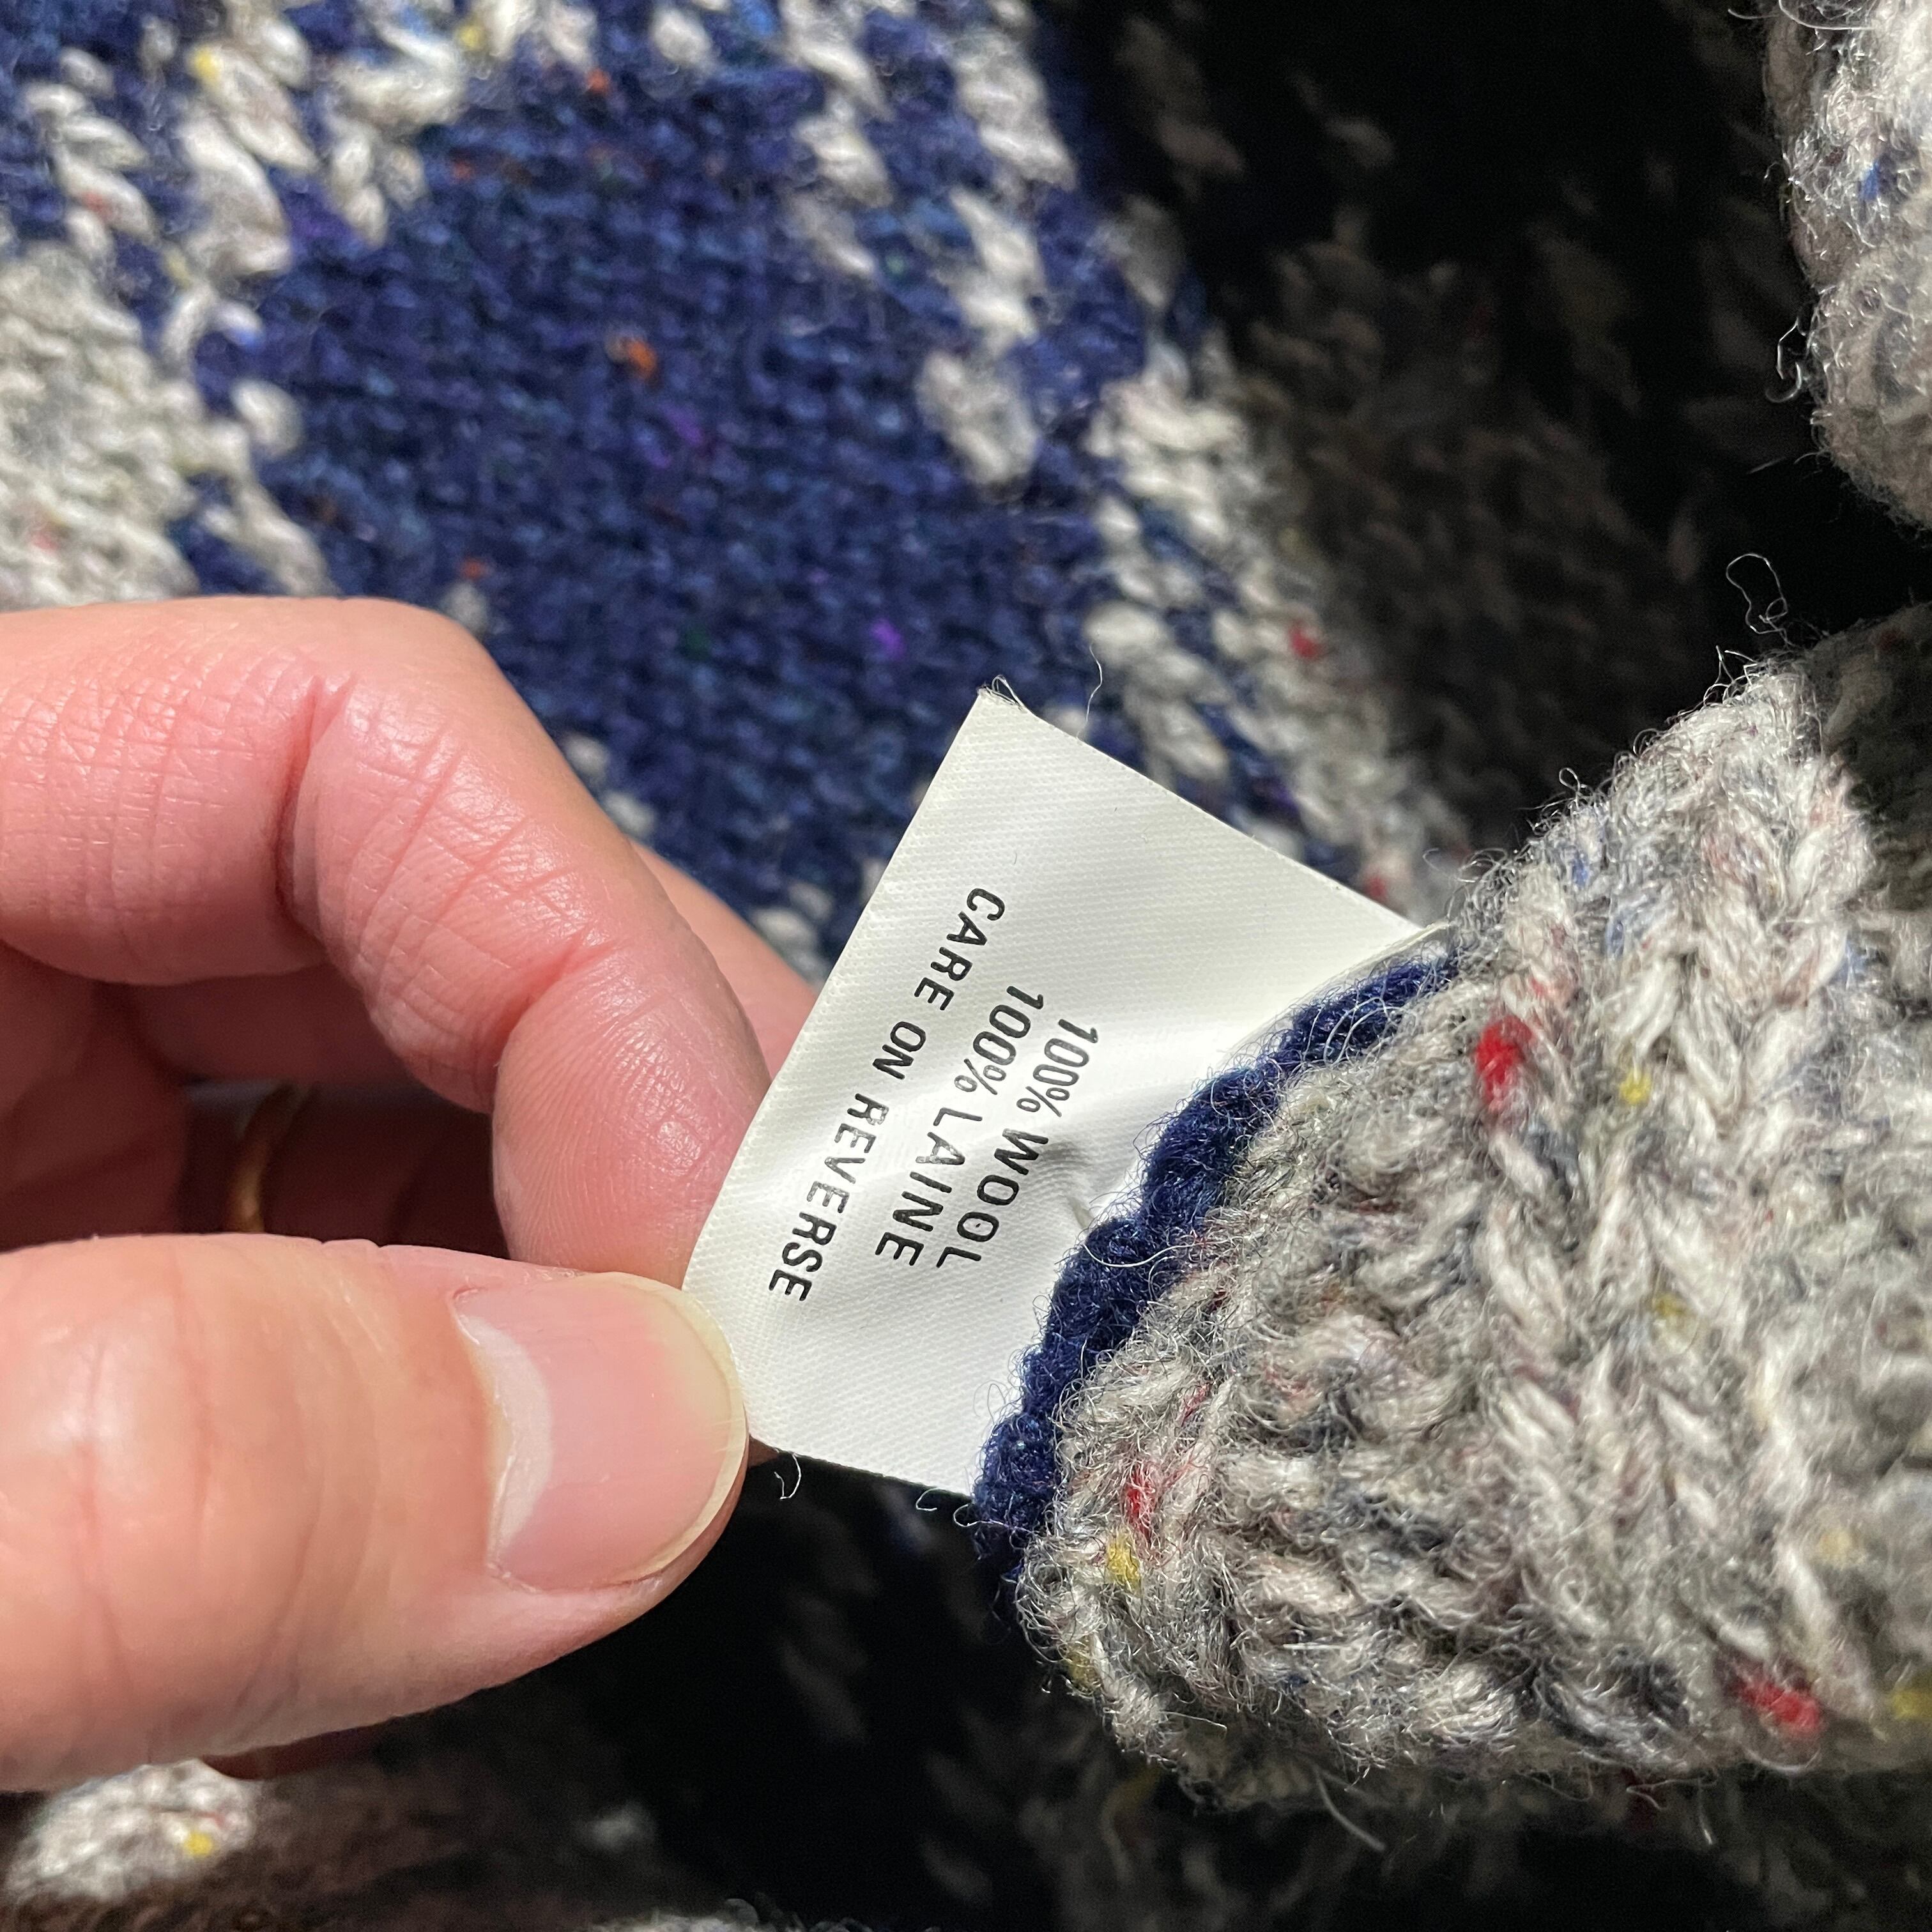 100% WOOL
100% LAINE
CARE ON REVERSE